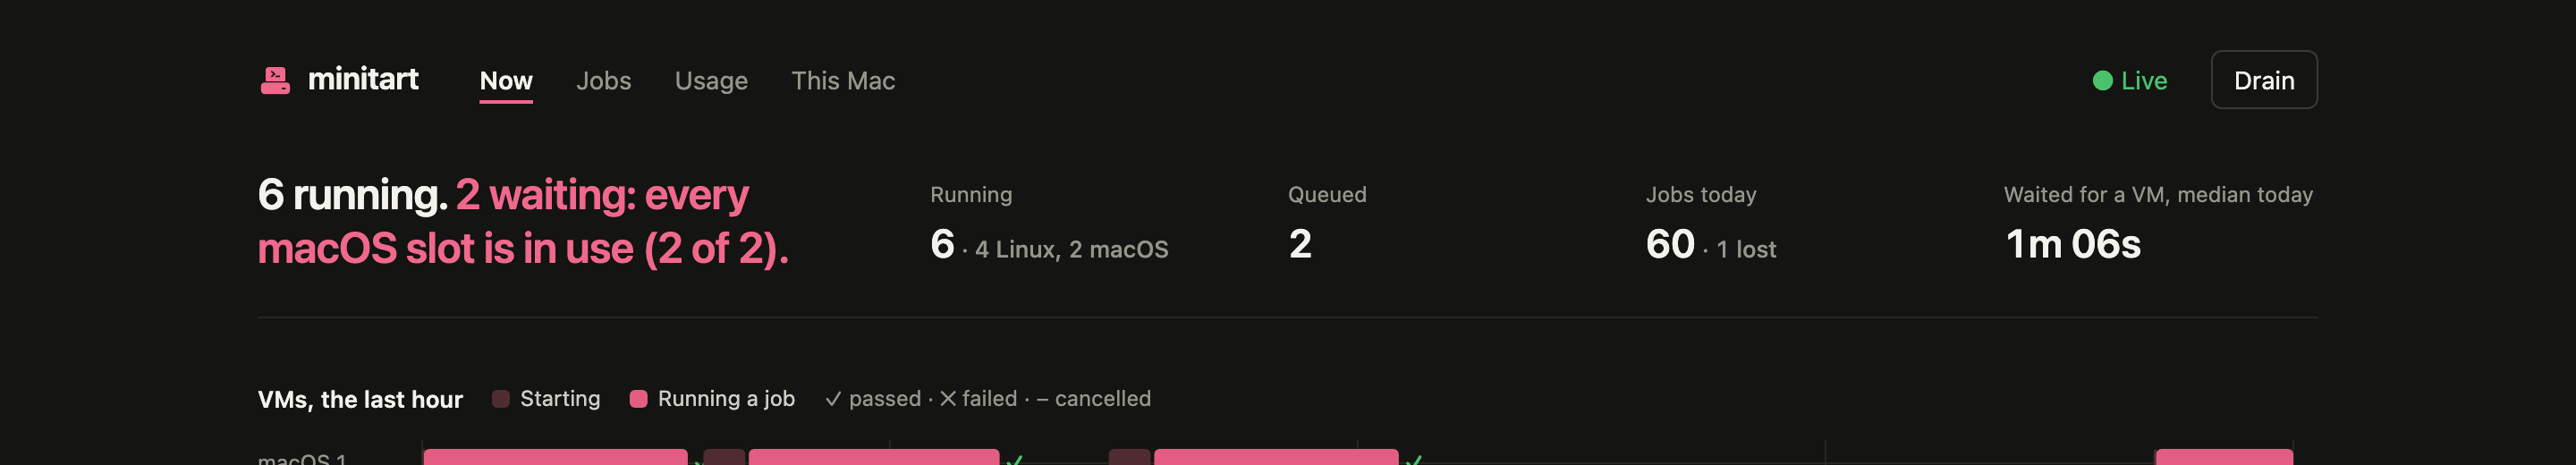 minitart Now Jobs Usage This Mac Live Drain
6 running. 2 waiting: every
macOS slot is in use (2 of 2).
Running
6 · 4 Linux, 2 macOS
Queued
2
Jobs today
60 · 1 lost
Waited for a VM, median today
1m 06s
VMs, the last hour Starting Running a job ✓ passed · ✕ failed · – cancelled
macOS 1